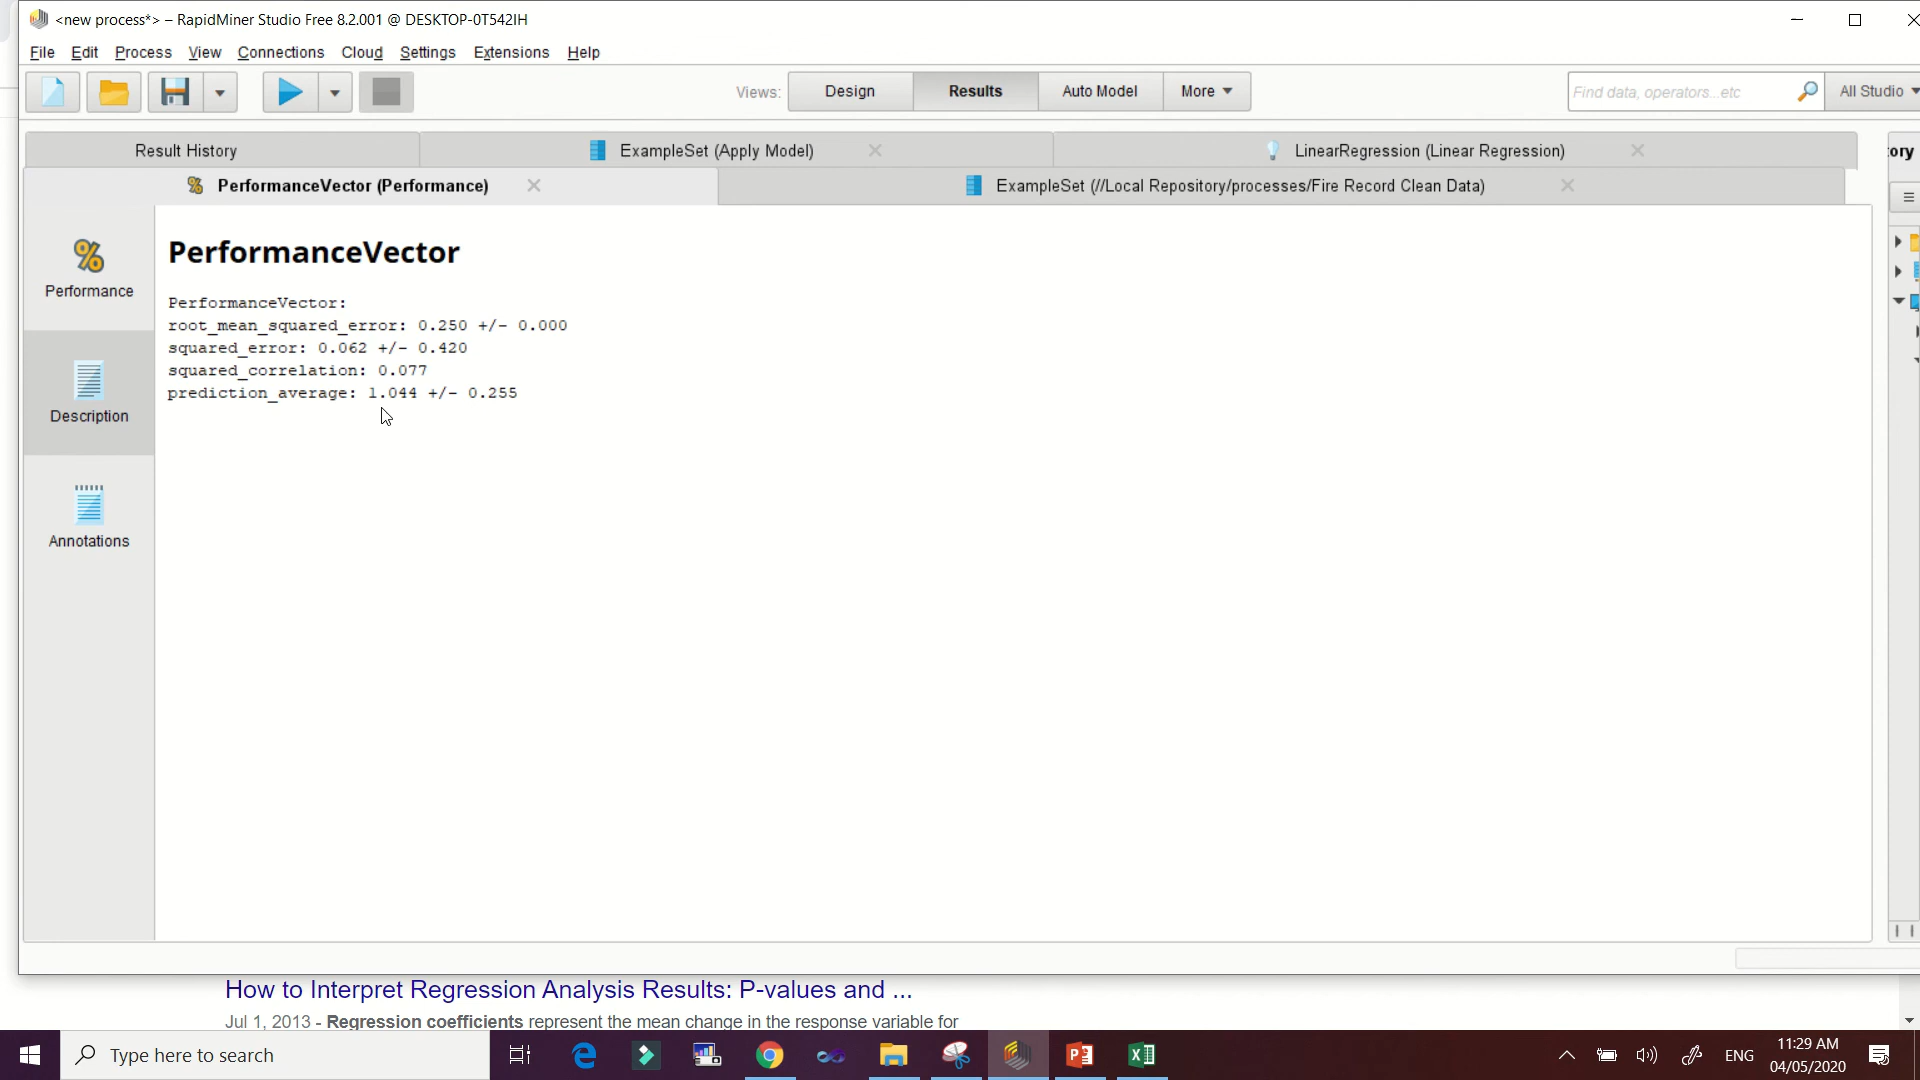 <new process*> – RapidMiner Studio Free 8.2.001 @ DESKTOP-0T542IH
File Edit Process View Connections Cloud Settings Extensions Help
Views: Design Results Auto Model More Find data, operators...etc All Studio
Result History ExampleSet (Apply Model) LinearRegression (Linear Regression) ory
PerformanceVector (Performance) ExampleSet (//Local Repository/processes/Fire Record Clean Data)
%
Performance
Description
Annotations
PerformanceVector
PerformanceVector:
root_mean_squared_error: 0.250 +/- 0.000
squared_error: 0.062 +/- 0.420
squared_correlation: 0.077
prediction_average: 1.044 +/- 0.255
How to Interpret Regression Analysis Results: P-values and ...
Jul 1, 2013 - Regression coefficients represent the mean change in the response variable for
Type here to search ENG 11:29 AM
04/05/2020